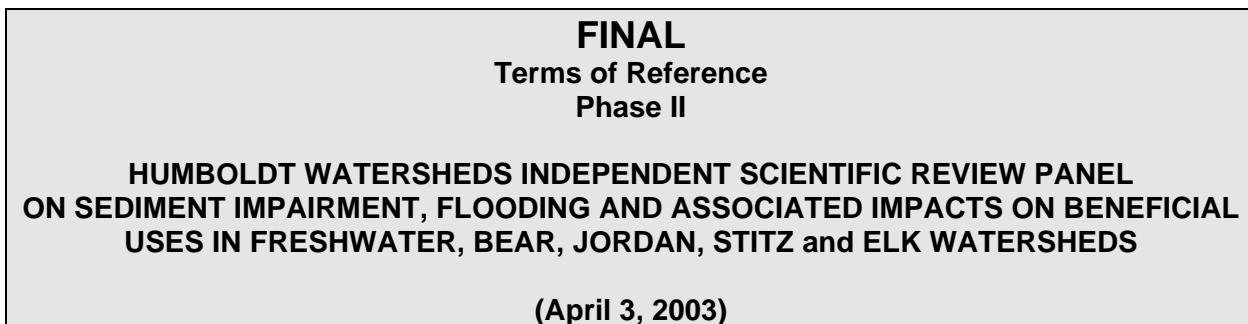 FINAL
Terms of Reference
Phase II
HUMBOLDT WATERSHEDS INDEPENDENT SCIENTIFIC REVIEW PANEL
ON SEDIMENT IMPAIRMENT, FLOODING AND ASSOCIATED IMPACTS ON BENEFICIAL
USES IN FRESHWATER, BEAR, JORDAN, STITZ and ELK WATERSHEDS
(April 3, 2003)